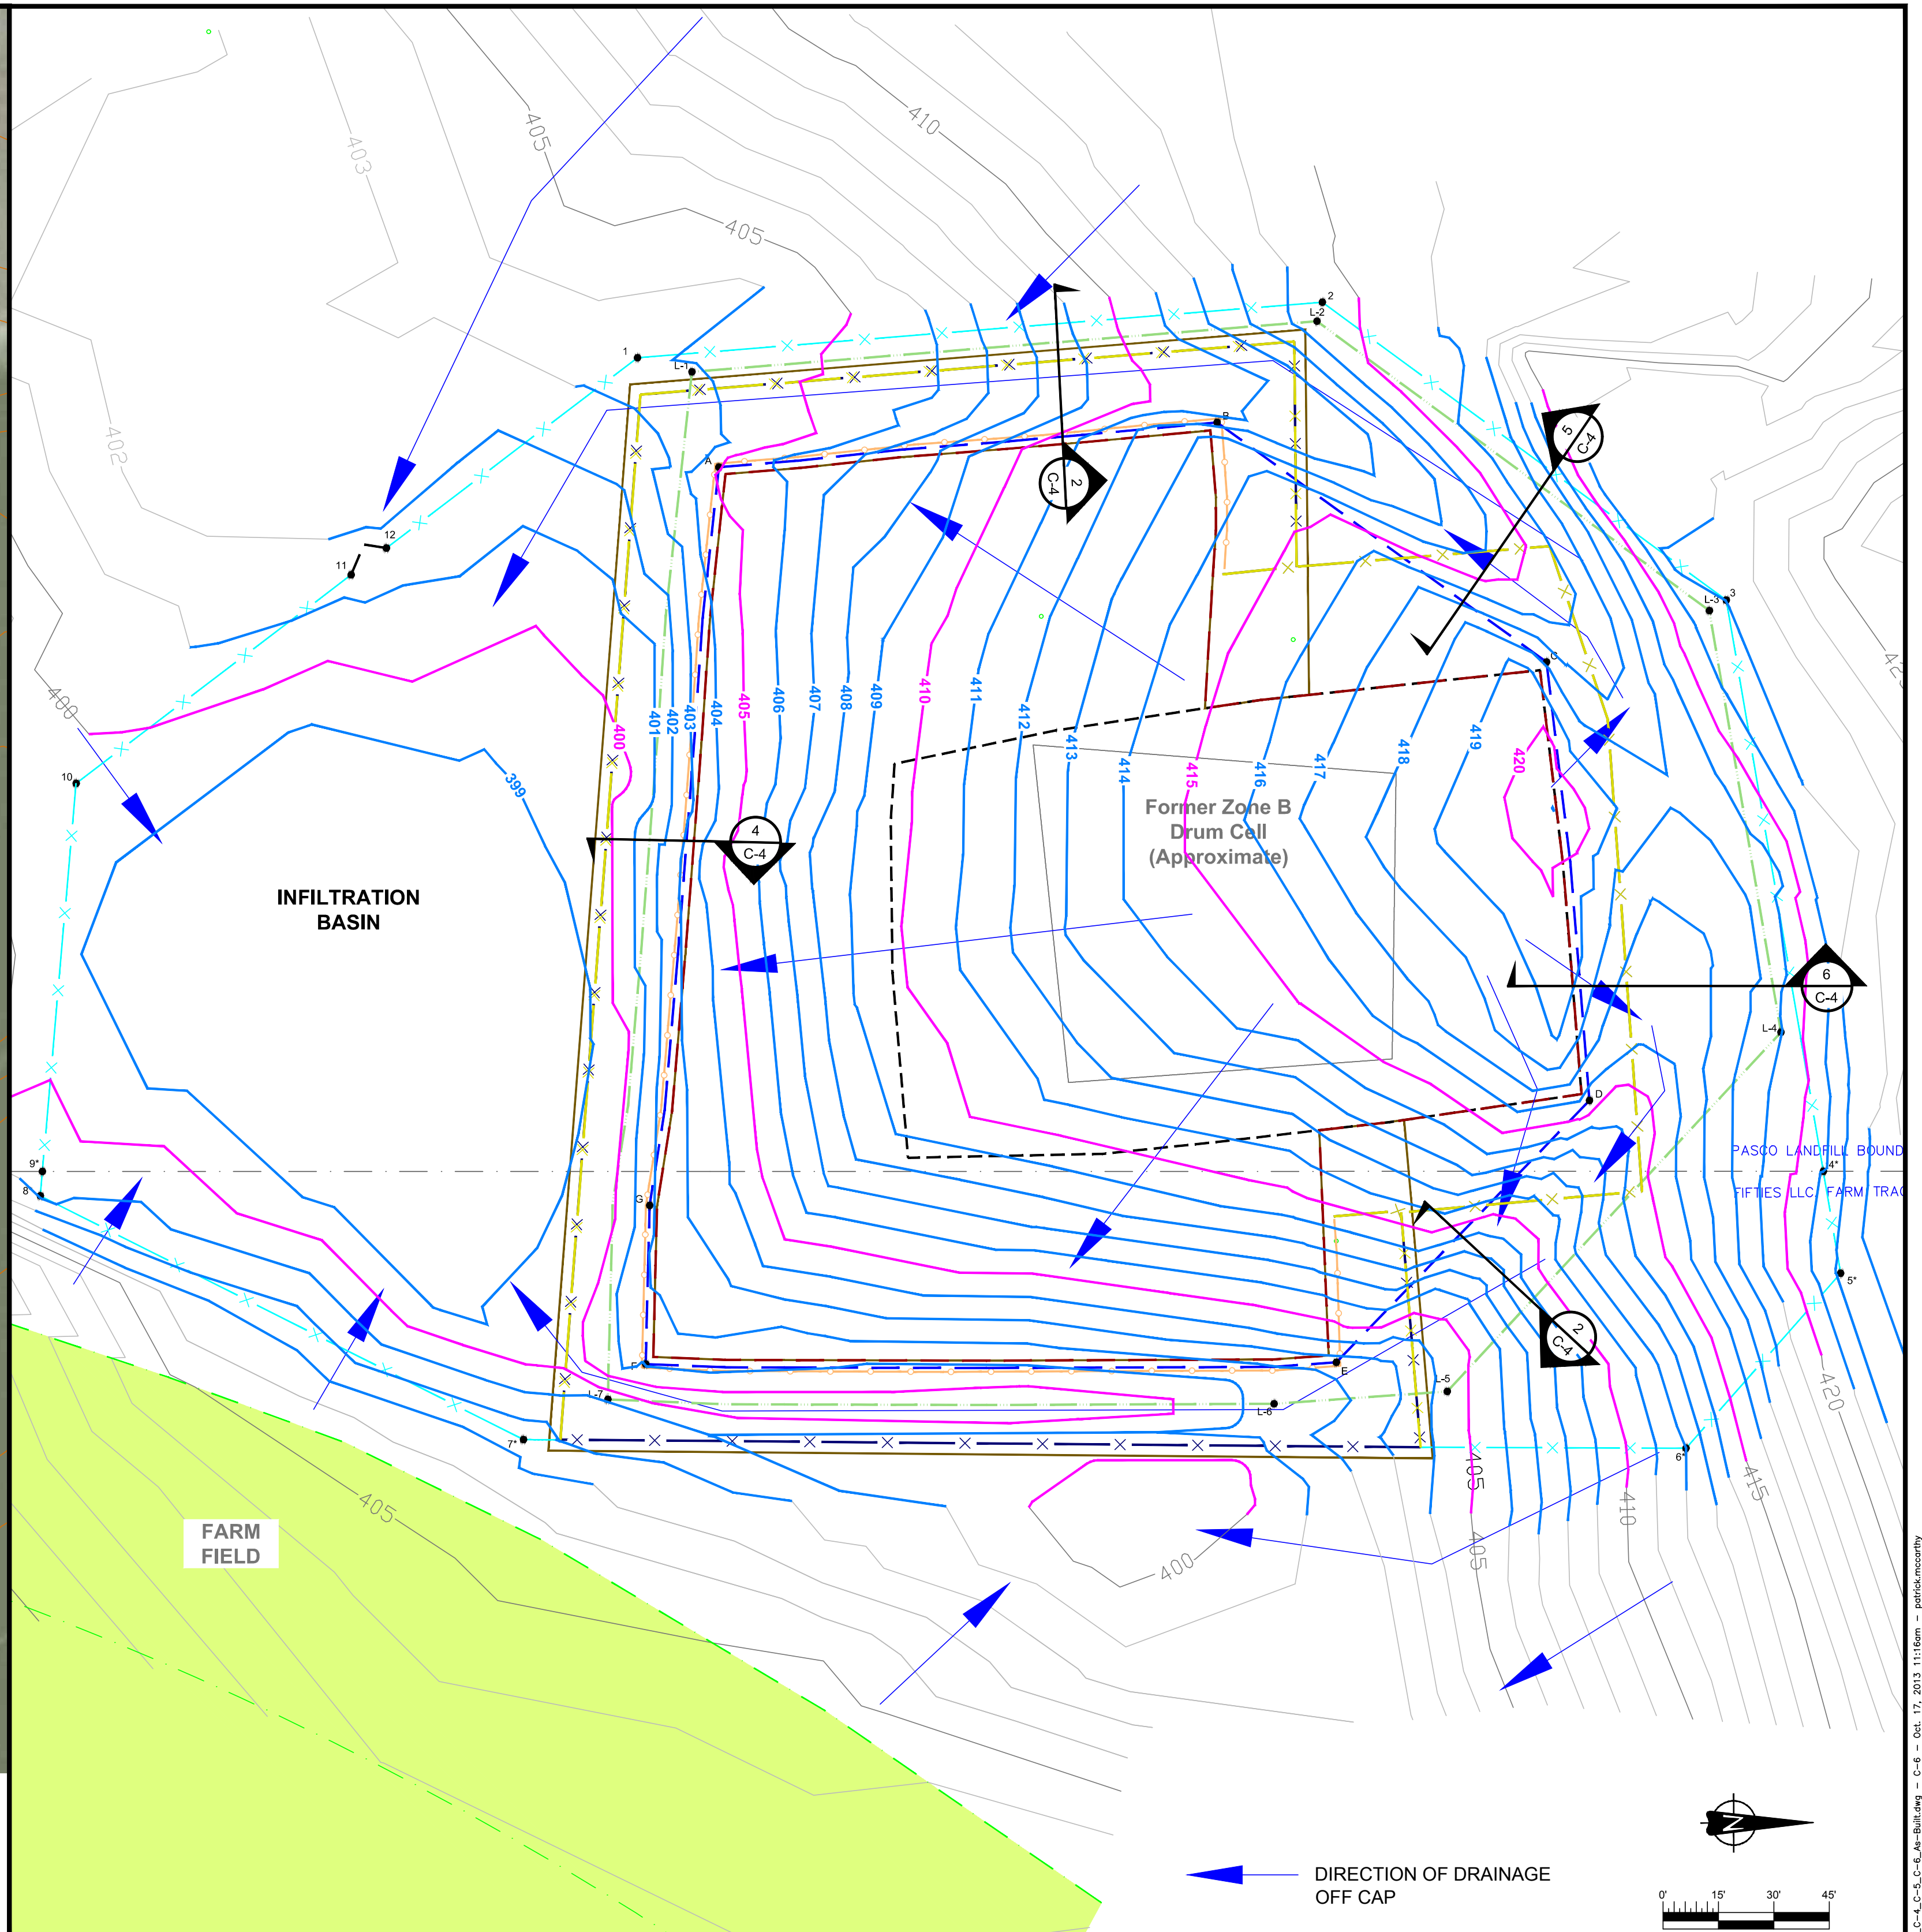 403
405
410
405
402
400
1
L-1
2
L-2
A
B
12
11
5
C-4
2
C-4
L-3
3
C
10
400
401
402
403
404
405
406
407
408
409
410
411
412
413
414
415
416
417
418
419
420
399
Former Zone B
Drum Cell
(Approximate)
4
C-4
INFILTRATION
BASIN
6
C-4
L-4
D
PASCO LANDFILL BOUND
4*
FIFTIES LLC. FARM TRAC
9*
8
G
5*
2
C-4
F
E
L-5
L-7
L-6
7*
6*
420
405
415
410
405
400
405
FARM
FIELD
N
DIRECTION OF DRAINAGE
OFF CAP
0'
15'
30'
45'
_C-4_C-5_C-6_As-Built.dwg - C-6 - Oct. 17, 2013 11:16am - patrick.mccarthy